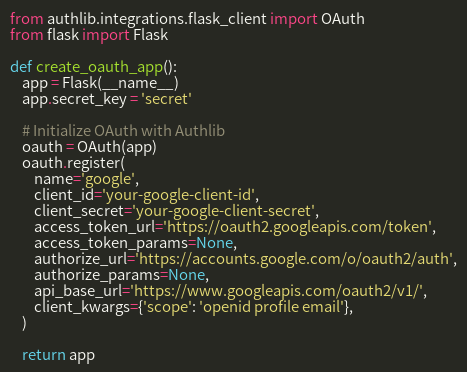 from authlib.integrations.flask_client import OAuth
from flask import Flask

def create_oauth_app():
    app = Flask(__name__)
    app.secret_key = 'secret'

    # Initialize OAuth with Authlib
    oauth = OAuth(app)
    oauth.register(
        name='google',
        client_id='your-google-client-id',
        client_secret='your-google-client-secret',
        access_token_url='https://oauth2.googleapis.com/token',
        access_token_params=None,
        authorize_url='https://accounts.google.com/o/oauth2/auth',
        authorize_params=None,
        api_base_url='https://www.googleapis.com/oauth2/v1/',
        client_kwargs={'scope': 'openid profile email'},
    )

    return app